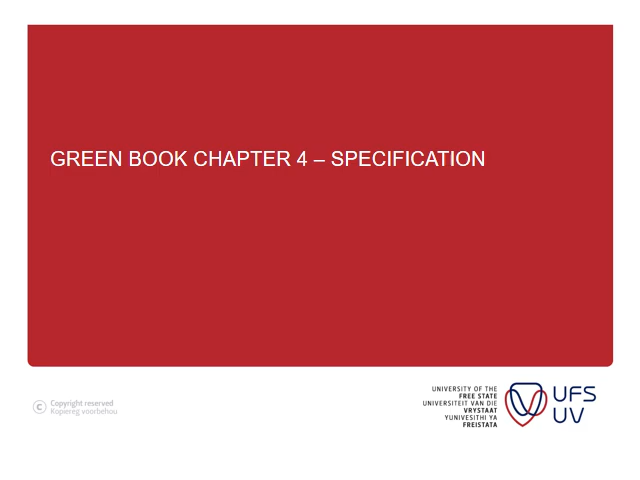 GREEN BOOK CHAPTER 4 – SPECIFICATION
© Copyright reserved
Kopiereg voorbehou
UNIVERSITY OF THE
FREE STATE
UNIVERSITEIT VAN DIE
VRYSTAAT
YUNIVESITHI YA
FREISTATA
UFS
UV